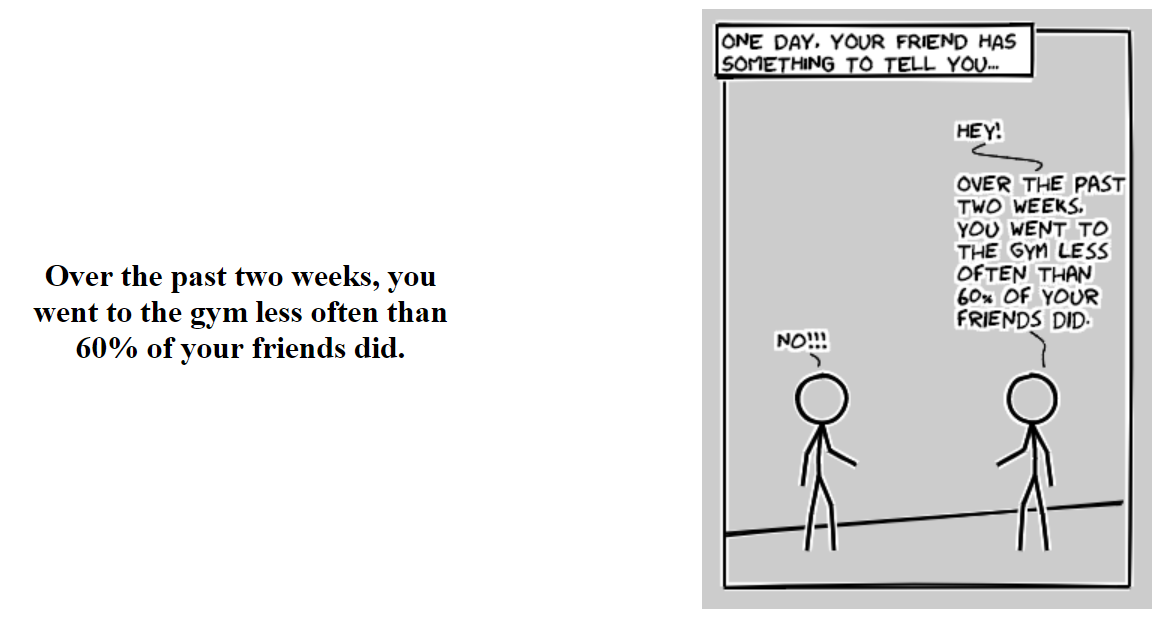 Over the past two weeks, you
went to the gym less often than
60% of your friends did.
ONE DAY, YOUR FRIEND HAS
SOMETHING TO TELL YOU...
HEY!
OVER THE PAST
TWO WEEKS,
YOU WENT TO
THE GYM LESS
OFTEN THAN
60% OF YOUR
FRIENDS DID.
NO!!!